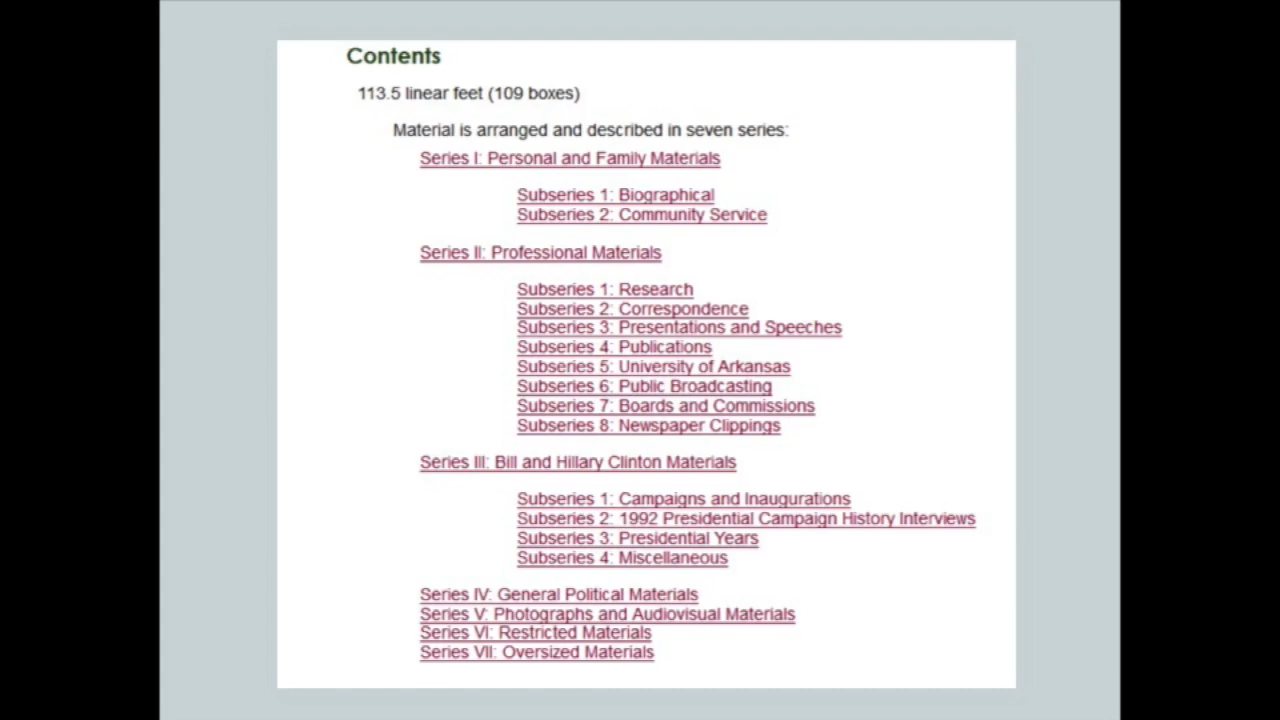 Contents
113.5 linear feet (109 boxes)
Material is arranged and described in seven series:
Series I: Personal and Family Materials
Subseries 1: Biographical
Subseries 2: Community Service
Series II: Professional Materials
Subseries 1: Research
Subseries 2: Correspondence
Subseries 3: Presentations and Speeches
Subseries 4: Publications
Subseries 5: University of Arkansas
Subseries 6: Public Broadcasting
Subseries 7: Boards and Commissions
Subseries 8: Newspaper Clippings
Series III: Bill and Hillary Clinton Materials
Subseries 1: Campaigns and Inaugurations
Subseries 2: 1992 Presidential Campaign History Interviews
Subseries 3: Presidential Years
Subseries 4: Miscellaneous
Series IV: General Political Materials
Series V: Photographs and Audiovisual Materials
Series VI: Restricted Materials
Series VII: Oversized Materials